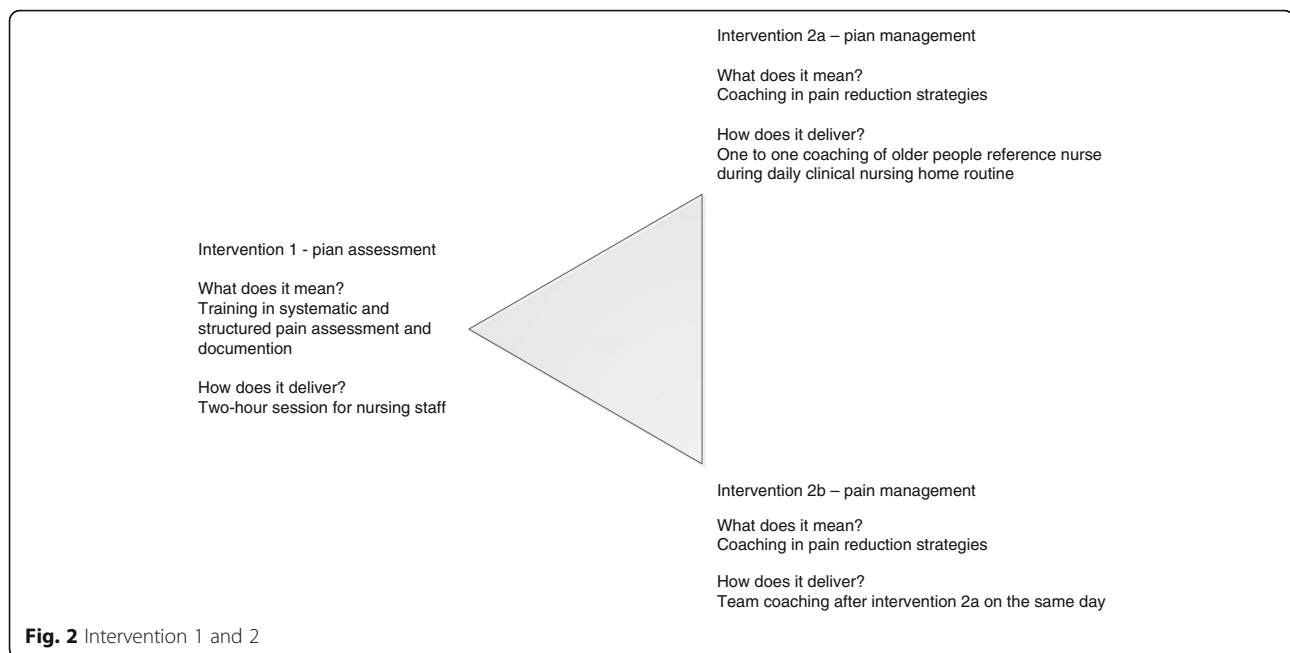 Intervention 2a – pian management
What does it mean?
Coaching in pain reduction strategies
How does it deliver?
One to one coaching of older people reference nurse
during daily clinical nursing home routine
Intervention 1 - pian assessment
What does it mean?
Training in systematic and
structured pain assessment and
documention
How does it deliver?
Two-hour session for nursing staff
Intervention 2b – pain management
What does it mean?
Coaching in pain reduction strategies
How does it deliver?
Team coaching after intervention 2a on the same day
Fig. 2 Intervention 1 and 2